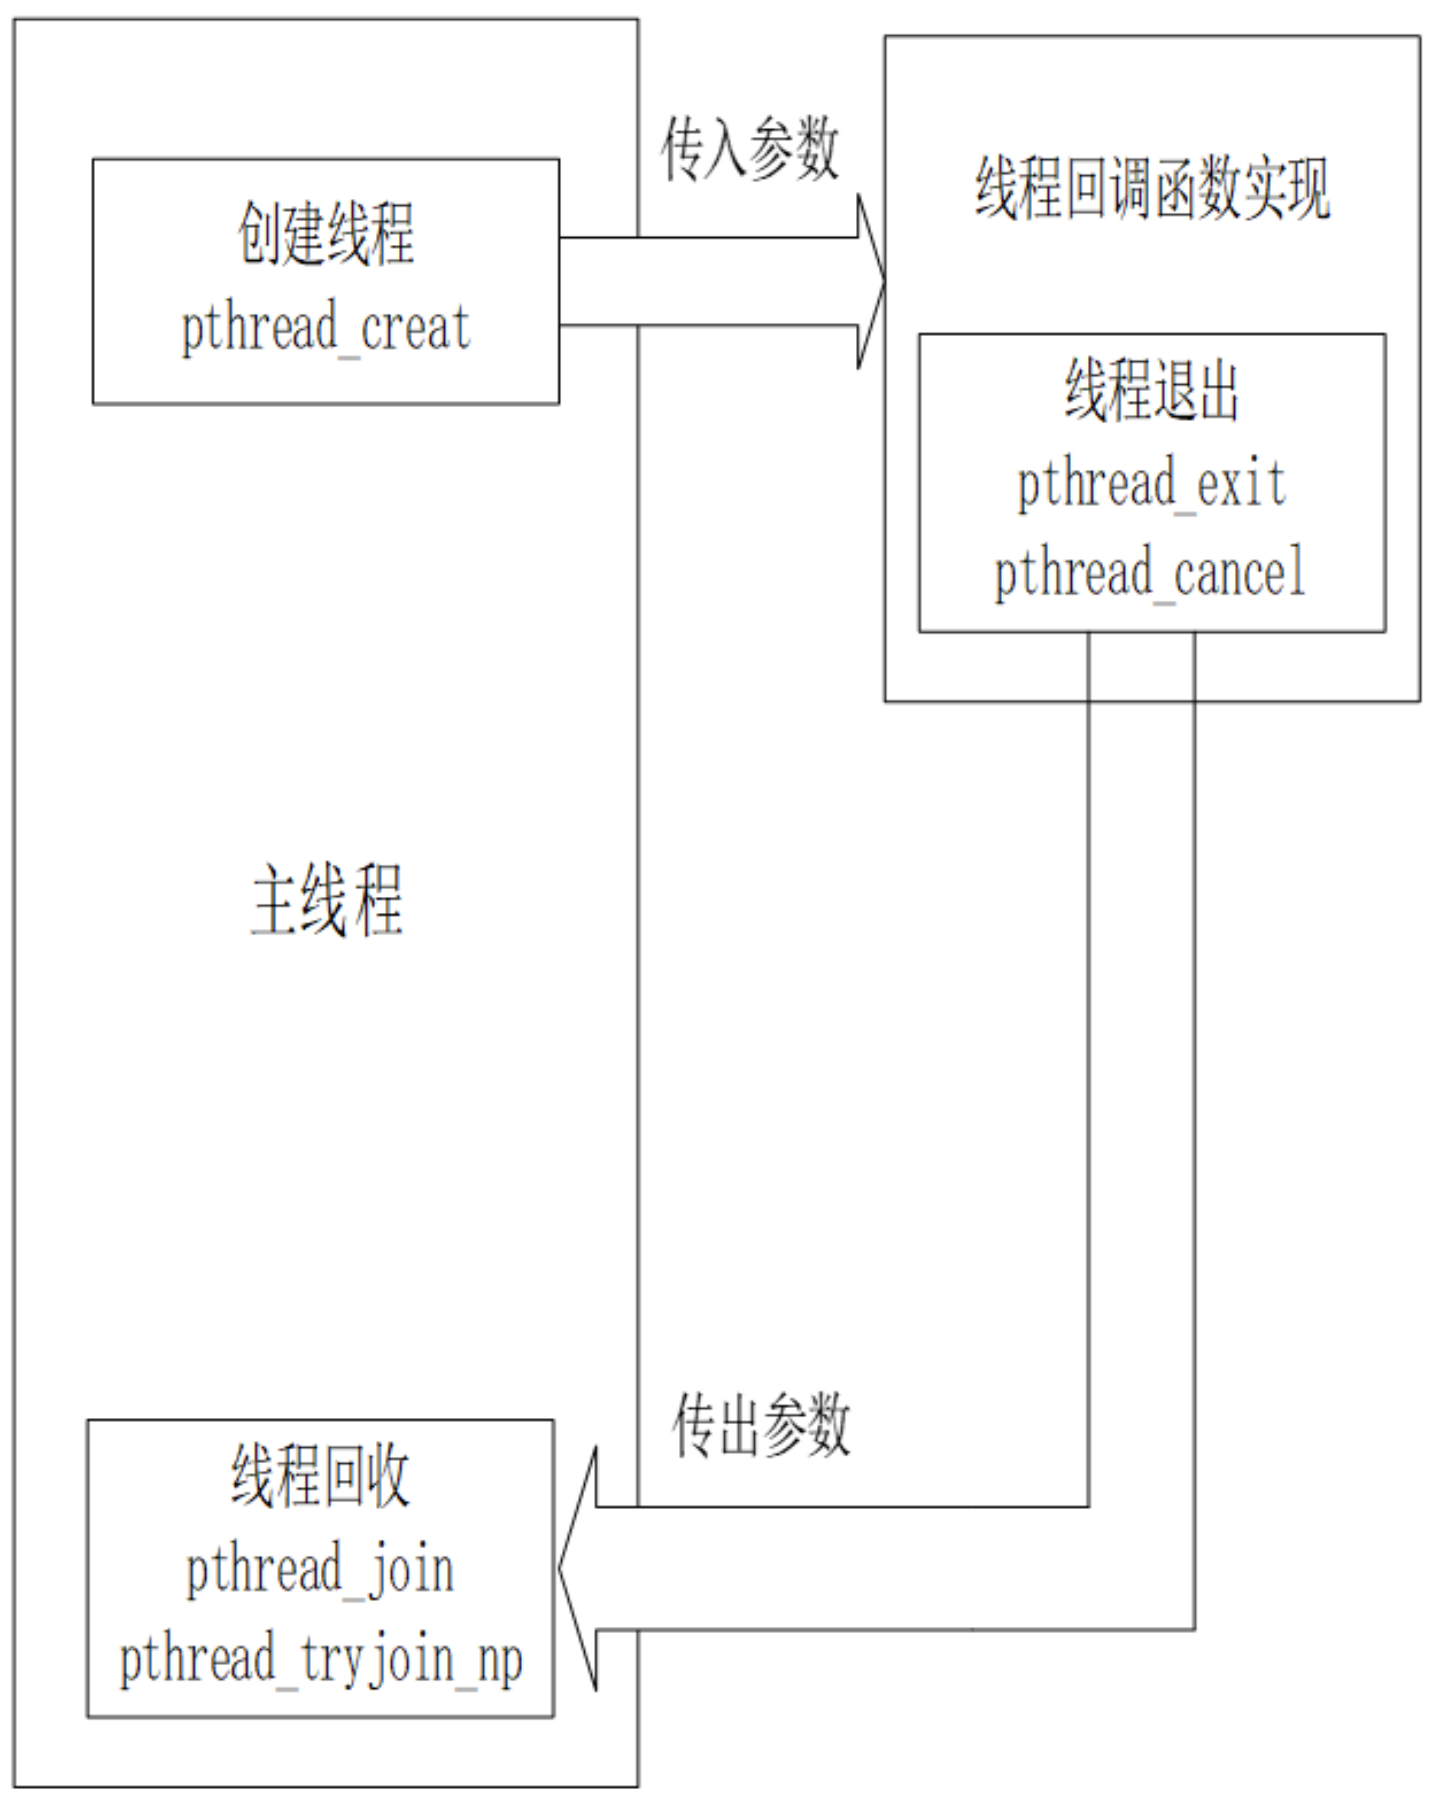 传入参数
创建线程
pthread_creat
线程回调函数实现
线程退出
pthread_exit
pthread_cancel
主线程
传出参数
线程回收
pthread_join
pthread_tryjoin_np